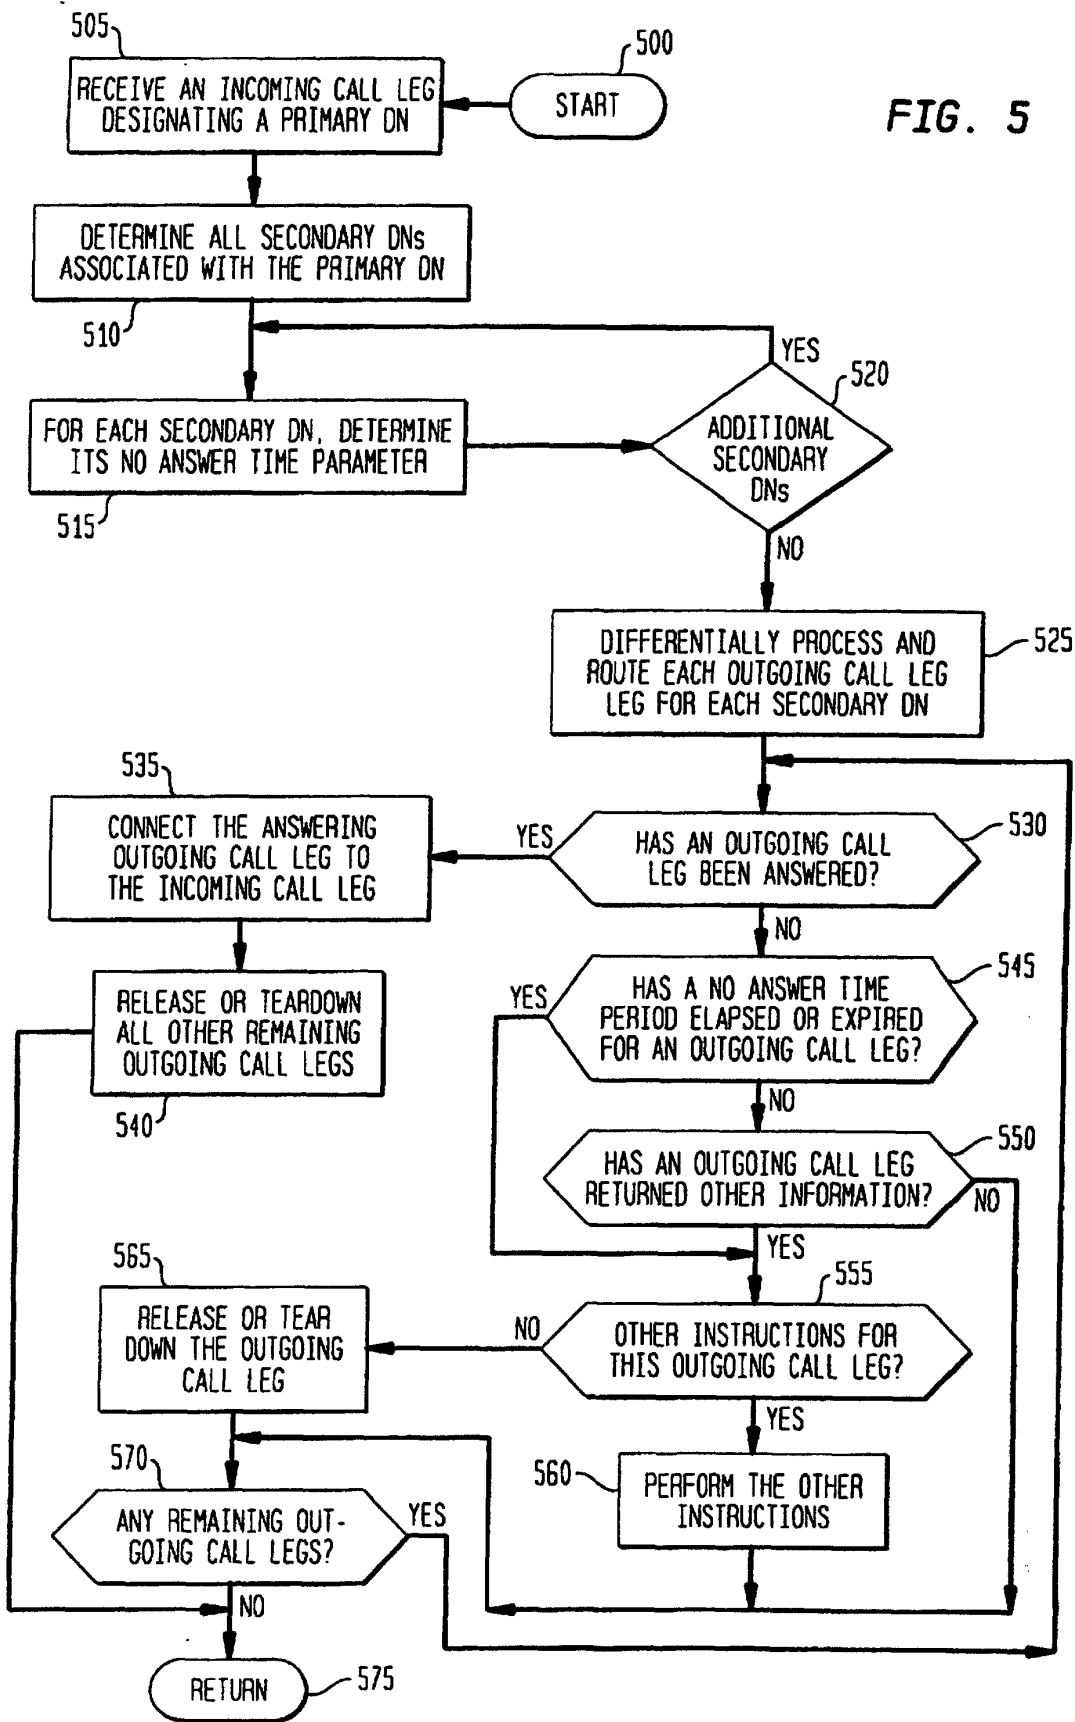 505
500
RECEIVE AN INCOMING CALL LEG
DESIGNATING A PRIMARY DN
START
FIG. 5
DETERMINE ALL SECONDARY DNs
ASSOCIATED WITH THE PRIMARY DN
510
YES
520
FOR EACH SECONDARY DN, DETERMINE
ITS NO ANSWER TIME PARAMETER
515
ADDITIONAL
SECONDARY
DNs
NO
DIFFERENTIALLY PROCESS AND
ROUTE EACH OUTGOING CALL LEG
LEG FOR EACH SECONDARY DN
525
535
CONNECT THE ANSWERING
OUTGOING CALL LEG TO
THE INCOMING CALL LEG
YES
HAS AN OUTGOING CALL
LEG BEEN ANSWERED?
530
NO
RELEASE OR TEARDOWN
ALL OTHER REMAINING
OUTGOING CALL LEGS
540
YES
HAS A NO ANSWER TIME
PERIOD ELAPSED OR EXPIRED
FOR AN OUTGOING CALL LEG?
545
NO
HAS AN OUTGOING CALL LEG
RETURNED OTHER INFORMATION?
550
NO
YES
565
RELEASE OR TEAR
DOWN THE OUTGOING
CALL LEG
NO
OTHER INSTRUCTIONS FOR
THIS OUTGOING CALL LEG?
555
YES
570
ANY REMAINING OUT-
GOING CALL LEGS?
YES
560
PERFORM THE OTHER
INSTRUCTIONS
NO
RETURN
575